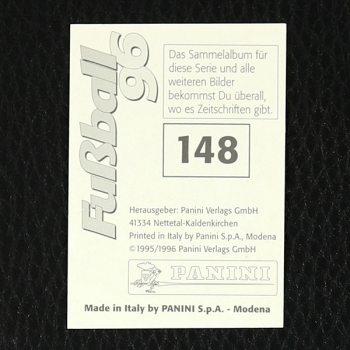 Fußball
96
Das Sammelalbum für
diese Serie und alle
weiteren Bilder
bekommst Du überall,
wo es Zeitschriften gibt.
148
Herausgeber: Panini Verlags GmbH
41334 Nettetal-Kaldenkirchen
Printed in Italy by Panini S.p.A., Modena
©1995/1996 Panini Verlags GmbH
PANINI
Made in Italy by PANINI S.p.A. - Modena